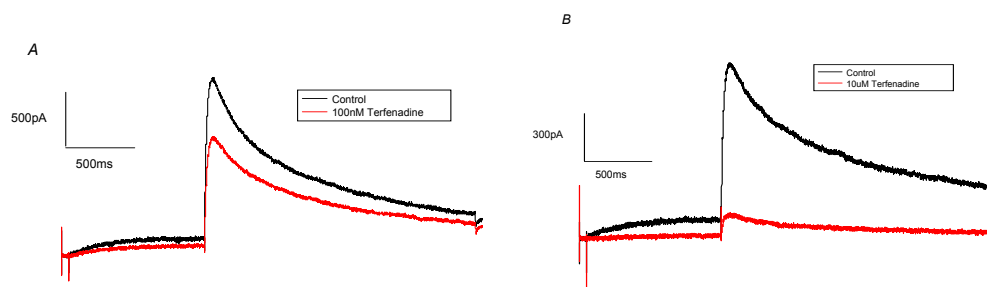 A
500pA
500ms
Control
100nM Terfenadine
B
300pA
500ms
Control
10uM Terfenadine